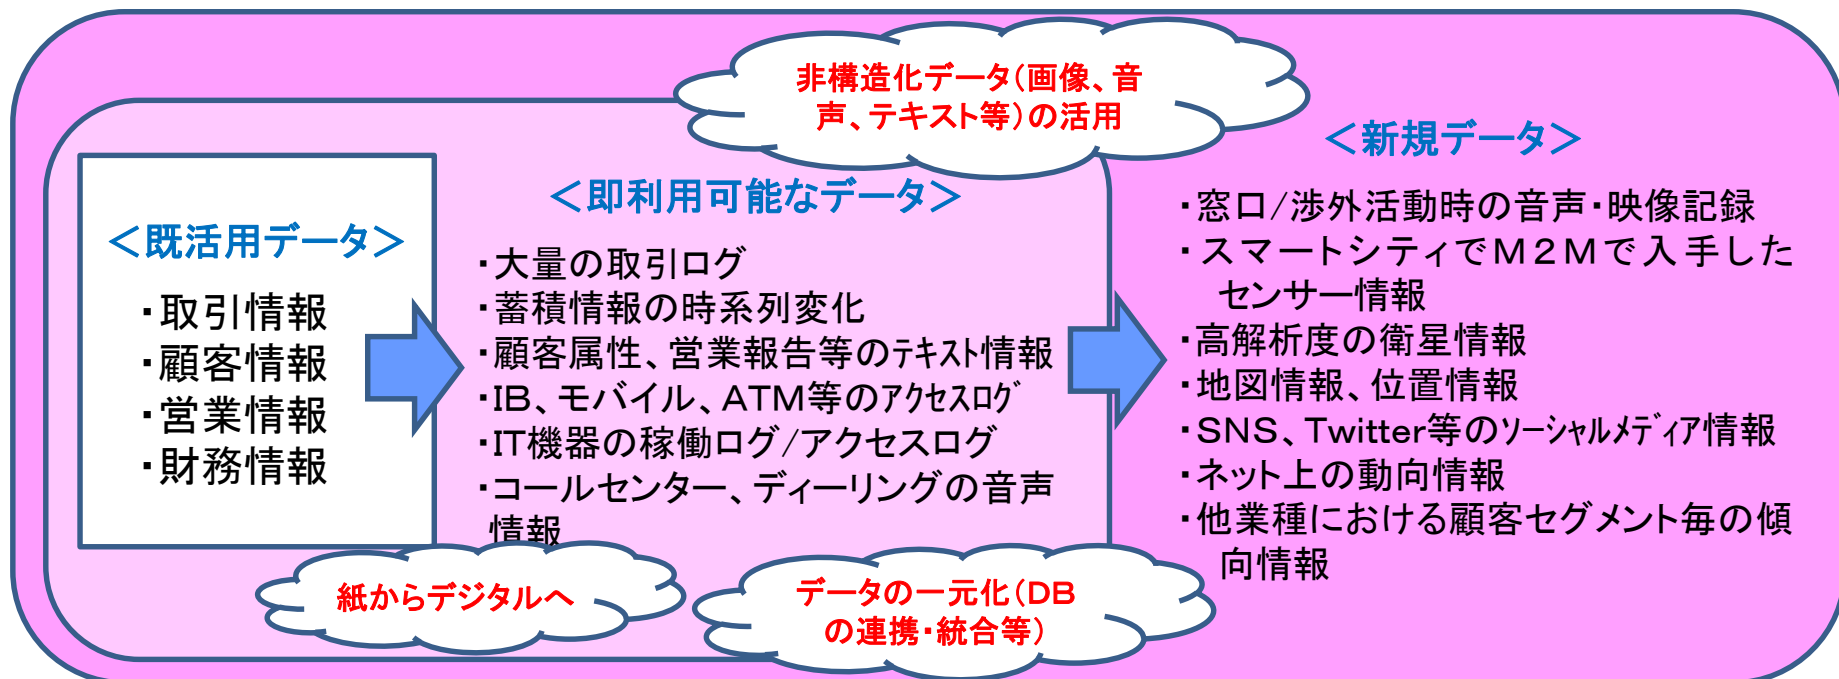 非構造化データ（画像、音
声、テキスト等）の活用
＜既活用データ＞
・取引情報
・顧客情報
・営業情報
・財務情報
＜即利用可能なデータ＞
・大量の取引ログ
・蓄積情報の時系列変化
・顧客属性、営業報告等のテキスト情報
・IB、モバイル、ATM等のアクセスログ
・IT機器の稼働ログ/アクセスログ
・コールセンター、ディーリングの音声
情報
＜新規データ＞
・窓口/渉外活動時の音声・映像記録
・スマートシティでM2Mで入手した
センサー情報
・高解析度の衛星情報
・地図情報、位置情報
・SNS、Twitter等のソーシャルメディア情報
・ネット上の動向情報
・他業種における顧客セグメント毎の傾
向情報
紙からデジタルへ
データの一元化（DB
の連携・統合等）